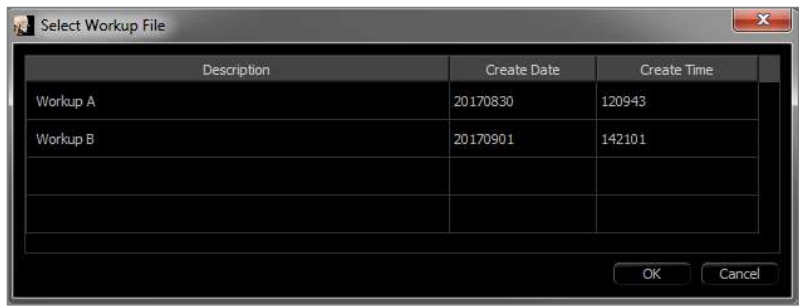 Select Workup File
Description Create Date Create Time
Workup A 20170830 120943
Workup B 20170901 142101
OK Cancel